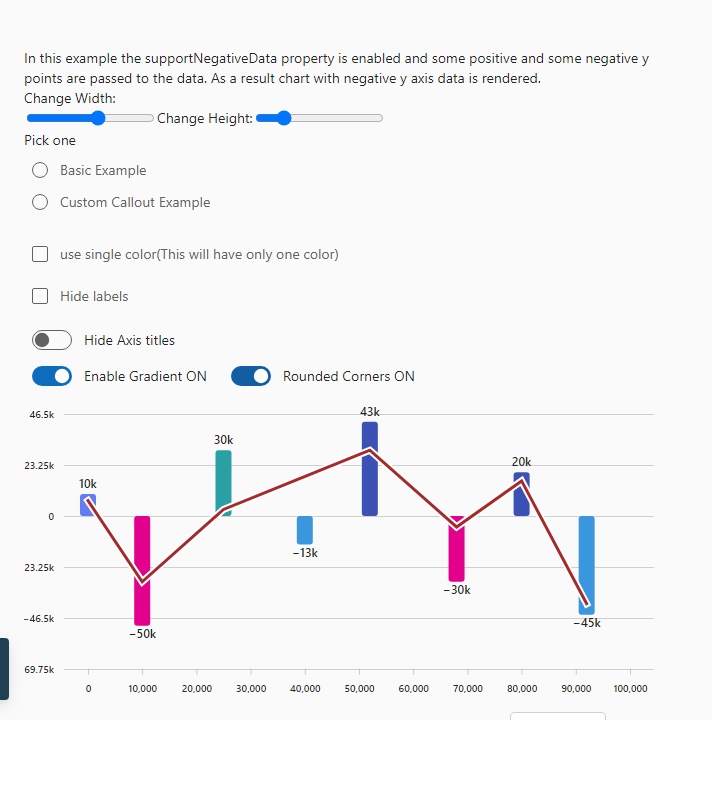 In this example the supportNegativeData property is enabled and some positive and some negative y
points are passed to the data. As a result chart with negative y axis data is rendered.
Change Width:
Change Height:
Pick one
Basic Example
Custom Callout Example
use single color(This will have only one color)
Hide labels
Hide Axis titles
Enable Gradient ON
Rounded Corners ON
46.5k
43k
30k
23.25k
20k
10k
0
−13k
23.25k
−30k
−46.5k
−45k
−50k
69.75k
0 10,000 20,000 30,000 40,000 50,000 60,000 70,000 80,000 90,000 100,000